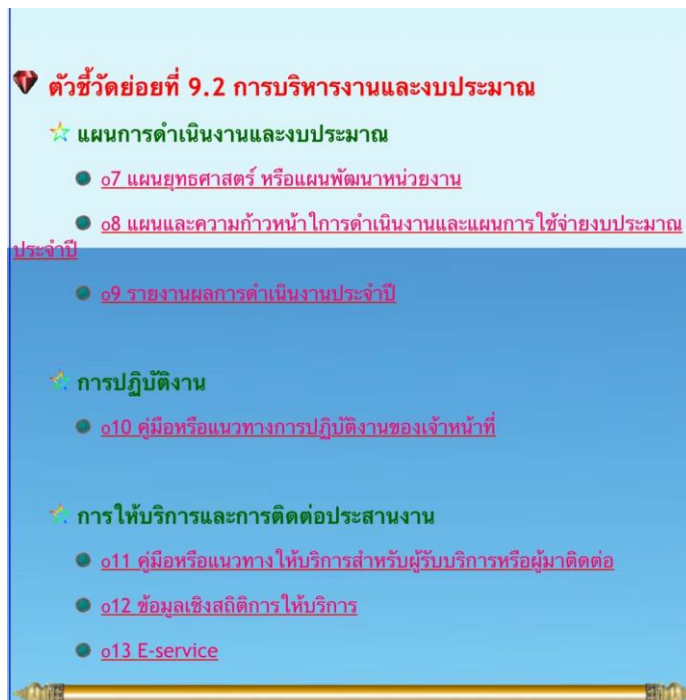 ตัวชี้วัดย่อยที่ 9.2 การบริหารงานและงบประมาณ
แผนการดำเนินงานและงบประมาณ
o7 แผนยุทธศาสตร์ หรือแผนพัฒนาหน่วยงาน
o8 แผนและความก้าวหน้าใการดำเนินงานและแผนการใช้จ่ายงบประมาณ
ประจำปี
o9 รายงานผลการดำเนินงานประจำปี
การปฏิบัติงาน
o10 คู่มือหรือแนวทางการปฏิบัติงานของเจ้าหน้าที่
การให้บริการและการติดต่อประสานงาน
o11 คู่มือหรือแนวทางให้บริการสำหรับผู้รับบริการหรือผู้มาติดต่อ
o12 ข้อมูลเชิงสถิติการให้บริการ
o13 E-service